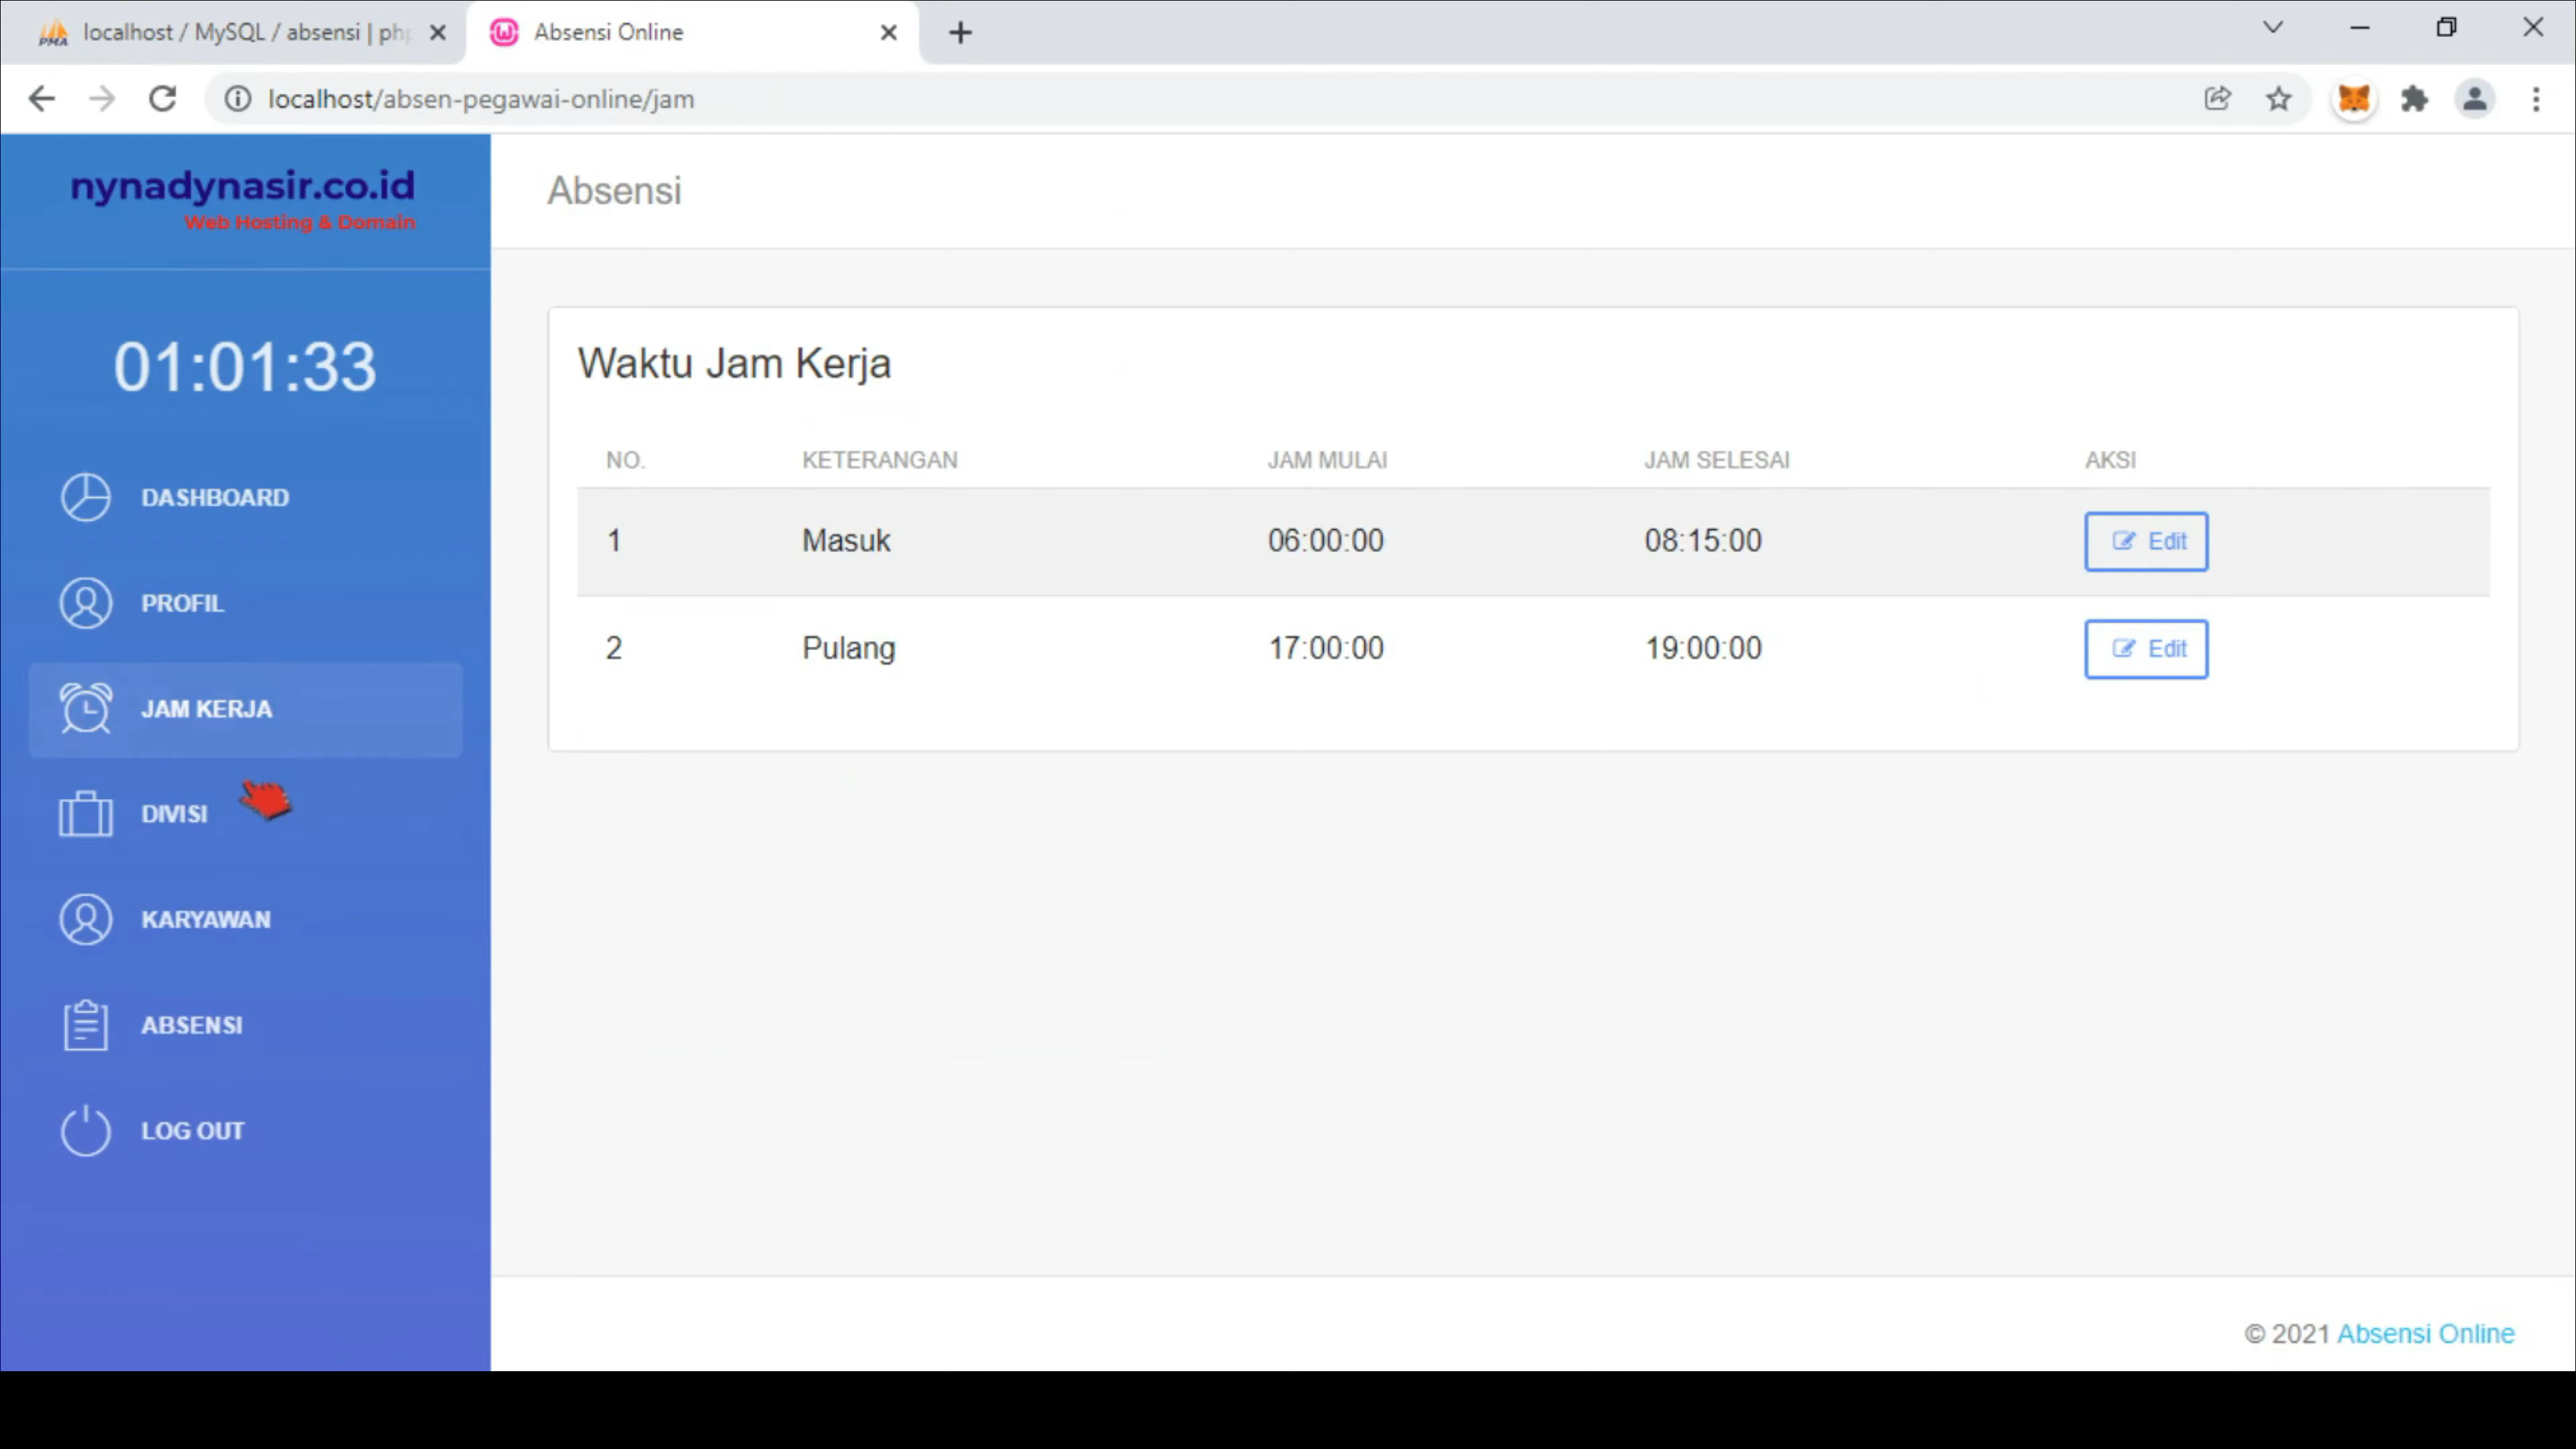 localhost / MySQL / absensi | php
Absensi Online
localhost/absen-pegawai-online/jam
nynadynasir.co.id
Web Hosting & Domain
01:01:33
DASHBOARD
PROFIL
JAM KERJA
DIVISI
KARYAWAN
ABSENSI
LOG OUT
Absensi
Waktu Jam Kerja
NO. KETERANGAN JAM MULAI JAM SELESAI AKSI
1 Masuk 06:00:00 08:15:00 Edit
2 Pulang 17:00:00 19:00:00 Edit
© 2021 Absensi Online